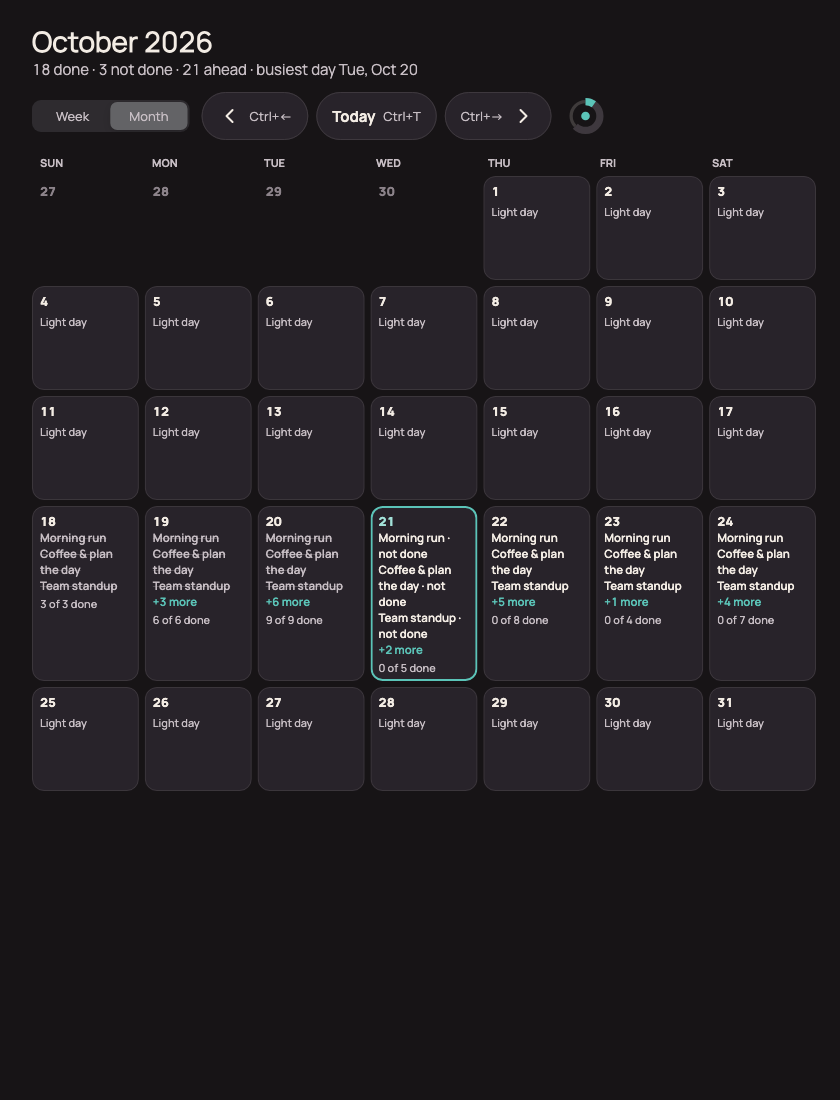 October 2026
18 done · 3 not done · 21 ahead · busiest day Tue, Oct 20
Week Month Ctrl+← Today Ctrl+T Ctrl+→
SUN MON TUE WED THU FRI SAT
27 28 29 30 1 2 3
Light day Light day Light day
4 5 6 7 8 9 10
Light day Light day Light day Light day Light day Light day Light day
11 12 13 14 15 16 17
Light day Light day Light day Light day Light day Light day Light day
18
Morning run
Coffee & plan
the day
Team standup
3 of 3 done
19
Morning run
Coffee & plan
the day
Team standup
+3 more
6 of 6 done
20
Morning run
Coffee & plan
the day
Team standup
+6 more
9 of 9 done
21
Morning run ·
not done
Coffee & plan
the day · not
done
Team standup ·
not done
+2 more
0 of 5 done
22
Morning run
Coffee & plan
the day
Team standup
+5 more
0 of 8 done
23
Morning run
Coffee & plan
the day
Team standup
+1 more
0 of 4 done
24
Morning run
Coffee & plan
the day
Team standup
+4 more
0 of 7 done
25 26 27 28 29 30 31
Light day Light day Light day Light day Light day Light day Light day